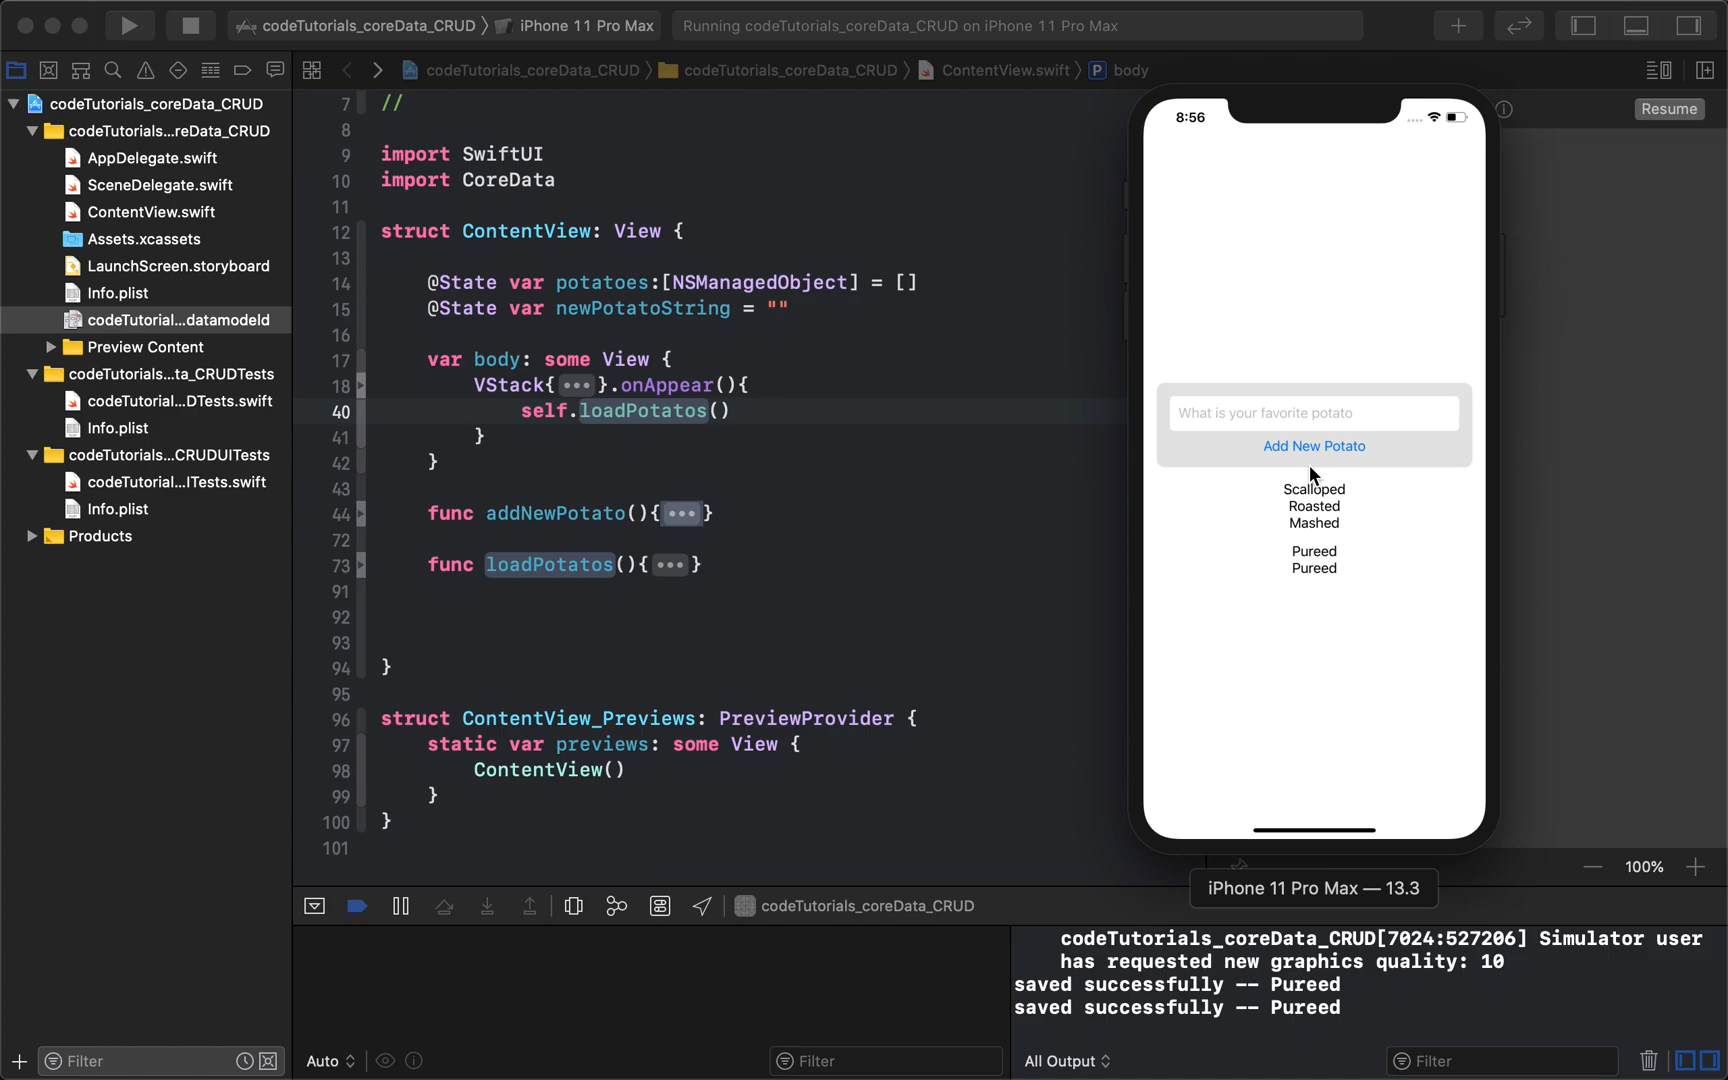 codeTutorials_coreData_CRUD
iPhone 11 Pro Max
Running codeTutorials_coreData_CRUD on iPhone 11 Pro Max
codeTutorials_coreData_CRUD
codeTutorials_coreData_CRUD
ContentView.swift
P body
codeTutorials_coreData_CRUD
codeTutorials...reData_CRUD
AppDelegate.swift
SceneDelegate.swift
ContentView.swift
Assets.xcassets
LaunchScreen.storyboard
Info.plist
codeTutorial...datamodeld
Preview Content
codeTutorials...ta_CRUDTests
codeTutorial...DTests.swift
Info.plist
codeTutorials...CRUDUITests
codeTutorial...ITests.swift
Info.plist
Products
Filter
7 //
8
9 import SwiftUI
10 import CoreData
11
12 struct ContentView: View {
13
14 @State var potatoes:[NSManagedObject] = []
15 @State var newPotatoString = ""
16
17 var body: some View {
18 VStack{ ••• }.onAppear(){
40 self.loadPotatos()
41 }
42 }
43
44 func addNewPotato(){ ••• }
72
73 func loadPotatos(){ ••• }
91
92
93
94 }
95
96 struct ContentView_Previews: PreviewProvider {
97 static var previews: some View {
98 ContentView()
99 }
100 }
101
Resume
8:56
What is your favorite potato
Add New Potato
Scalloped
Roasted
Mashed
Pureed
Pureed
iPhone 11 Pro Max — 13.3
100%
codeTutorials_coreData_CRUD
codeTutorials_coreData_CRUD[7024:527206] Simulator user
has requested new graphics quality: 10
saved successfully -- Pureed
saved successfully -- Pureed
Auto
Filter
All Output
Filter